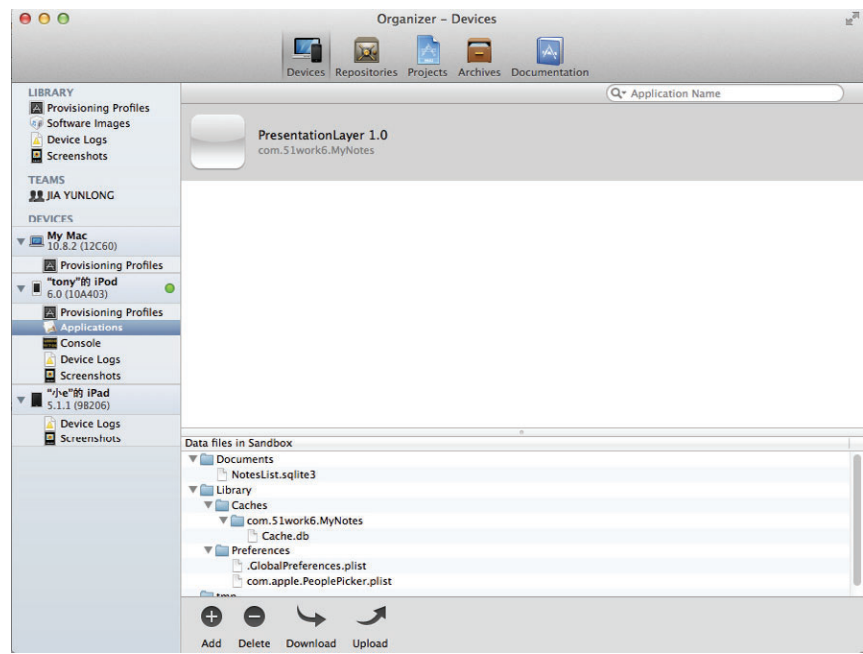 Organizer – Devices
Devices Repositories Projects Archives Documentation
Application Name
LIBRARY
Provisioning Profiles
Software Images
Device Logs
Screenshots
TEAMS
JIA YUNLONG
DEVICES
My Mac
10.8.2 (12C60)
Provisioning Profiles
"tony"的 iPod
6.0 (10A403)
Provisioning Profiles
Applications
Console
Device Logs
Screenshots
"小e"的 iPad
5.1.1 (9B206)
Device Logs
Screenshots
PresentationLayer 1.0
com.51work6.MyNotes
Data files in Sandbox
Documents
NotesList.sqlite3
Library
Caches
com.51work6.MyNotes
Cache.db
Preferences
.GlobalPreferences.plist
com.apple.PeoplePicker.plist
tmp
Add Delete Download Upload